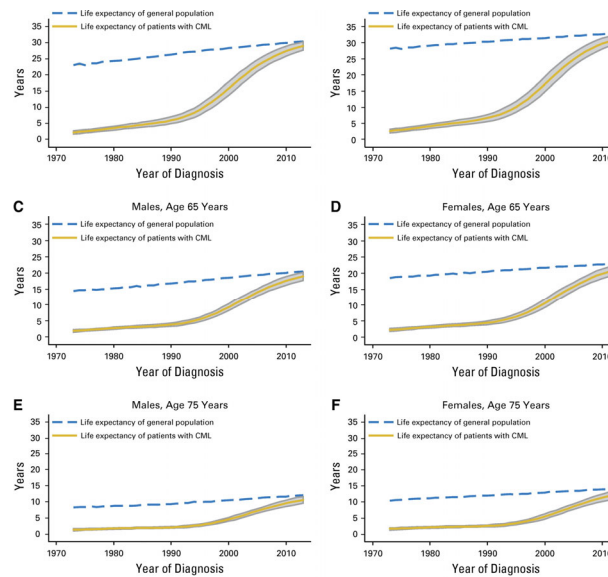 Life expectancy of general population
Life expectancy of patients with CML
35
30
25
20
15
10
5
0
Years
1970 1980 1990 2000 2010
Year of Diagnosis
Life expectancy of general population
Life expectancy of patients with CML
35
30
25
20
15
10
5
0
Years
1970 1980 1990 2000 2010
Year of Diagnosis
C Males, Age 65 Years
Life expectancy of general population
Life expectancy of patients with CML
35
30
25
20
15
10
5
0
Years
1970 1980 1990 2000 2010
Year of Diagnosis
D Females, Age 65 Years
Life expectancy of general population
Life expectancy of patients with CML
35
30
25
20
15
10
5
0
Years
1970 1980 1990 2000 2010
Year of Diagnosis
E Males, Age 75 Years
Life expectancy of general population
Life expectancy of patients with CML
35
30
25
20
15
10
5
0
Years
1970 1980 1990 2000 2010
Year of Diagnosis
F Females, Age 75 Years
Life expectancy of general population
Life expectancy of patients with CML
35
30
25
20
15
10
5
0
Years
1970 1980 1990 2000 2010
Year of Diagnosis